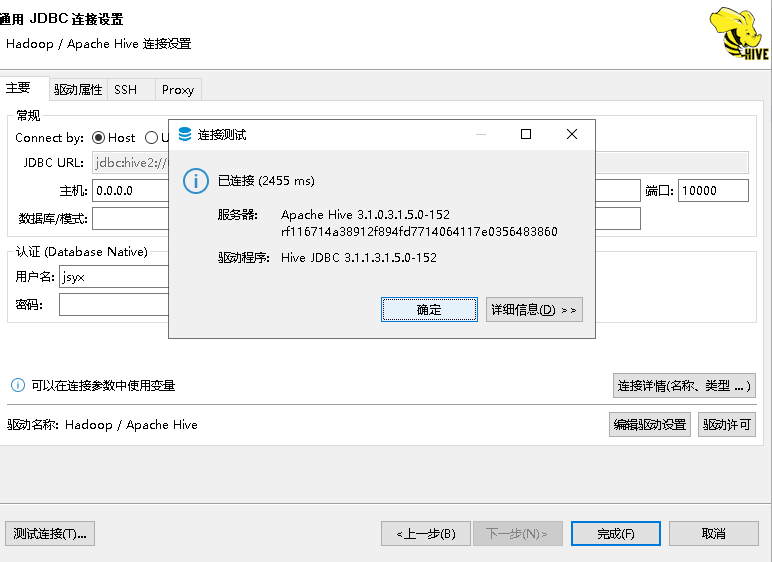 通用 JDBC 连接设置
Hadoop / Apache Hive 连接设置
HIVE
主要
驱动属性
SSH
Proxy
常规
Connect by:
Host
JDBC URL:
jdbc:hive2://
主机:
0.0.0.0
端口:
10000
数据库/模式:
认证 (Database Native)
用户名:
jsyx
密码:
连接测试
已连接 (2455 ms)
服务器:
Apache Hive 3.1.0.3.1.5.0-152
rf116714a38912f894fd7714064117e0356483860
驱动程序:
Hive JDBC 3.1.1.3.1.5.0-152
确定
详细信息(D) >>
可以在连接参数中使用变量
连接详情(名称、类型 ... )
驱动名称:
Hadoop / Apache Hive
编辑驱动设置
驱动许可
测试连接(T)...
<上一步(B)
下一步(N)>
完成(F)
取消